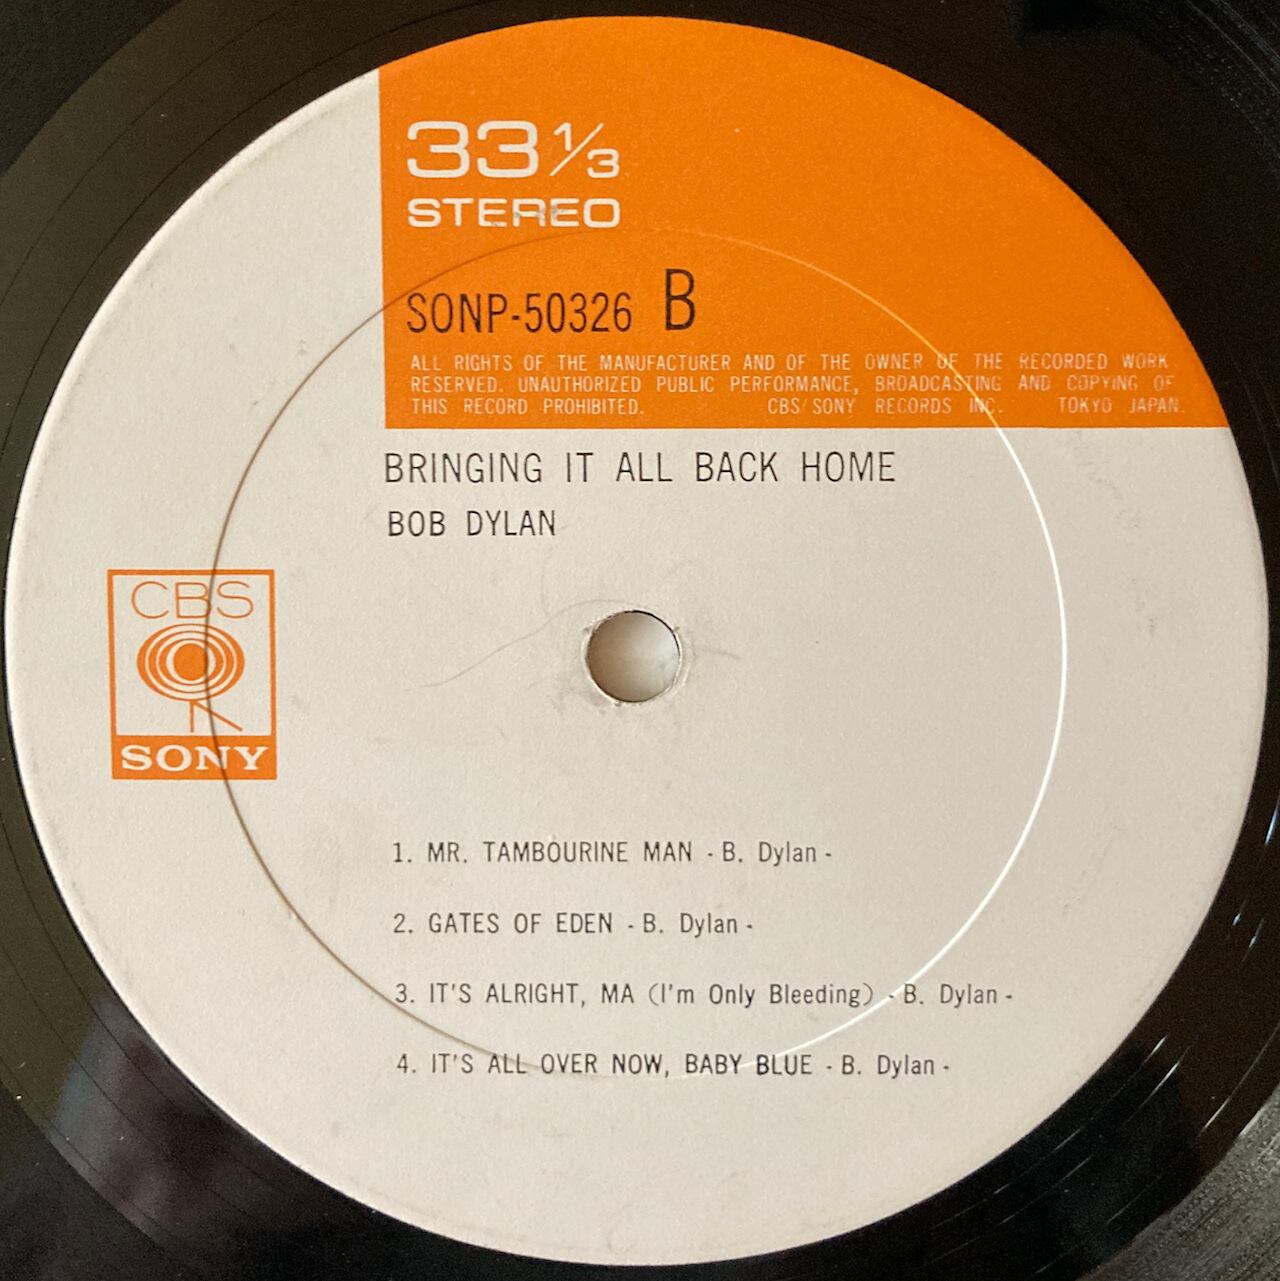 33 1/3
STEREO
SONP-50326 B
ALL RIGHTS OF THE MANUFACTURER AND OF THE OWNER OF THE RECORDED WORK
RESERVED. UNAUTHORIZED PUBLIC PERFORMANCE, BROADCASTING AND COPYING OF
THIS RECORD PROHIBITED. CBS/SONY RECORDS INC. TOKYO JAPAN.
BRINGING IT ALL BACK HOME
BOB DYLAN
CBS
SONY
1. MR. TAMBOURINE MAN - B. Dylan -
2. GATES OF EDEN - B. Dylan -
3. IT'S ALRIGHT, MA (I'm Only Bleeding) - B. Dylan -
4. IT'S ALL OVER NOW, BABY BLUE - B. Dylan -